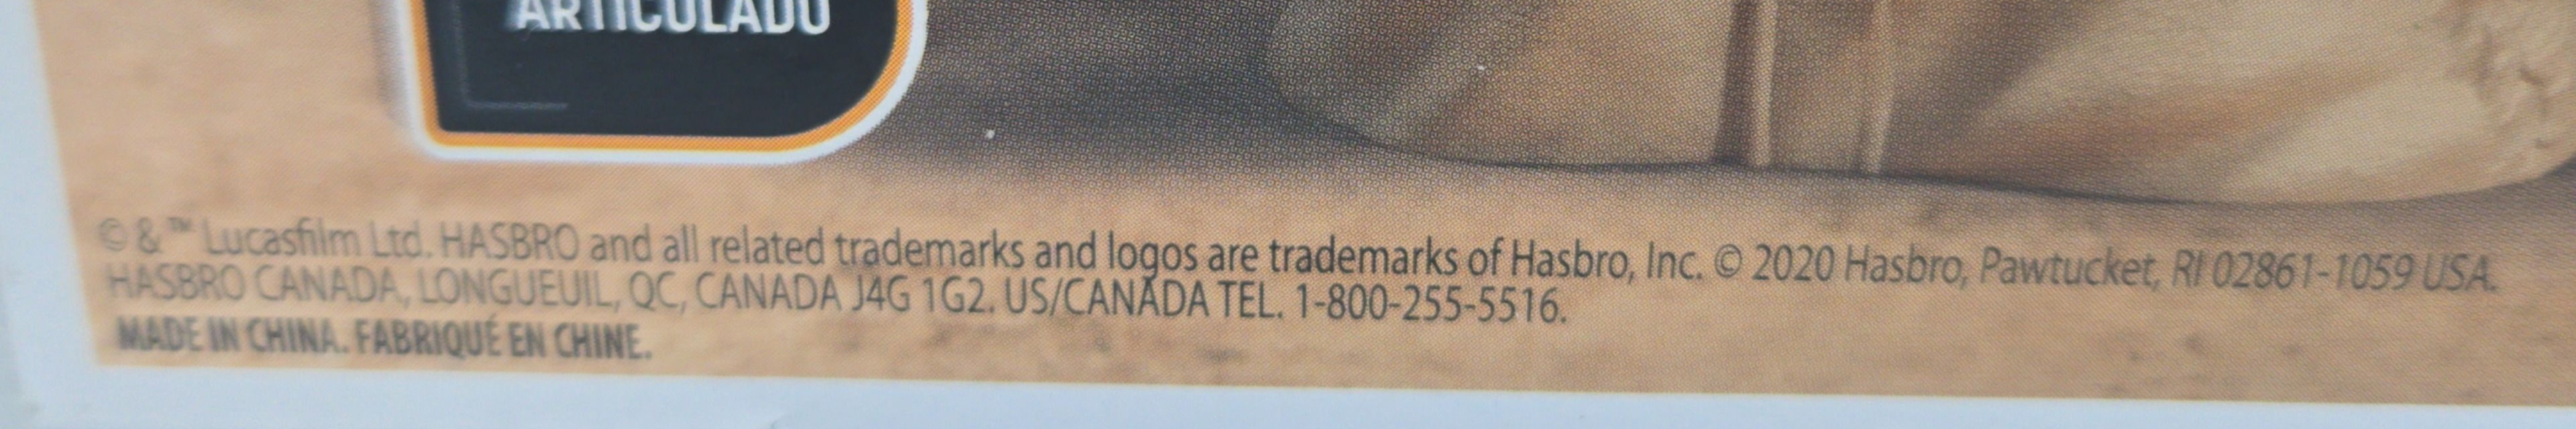 ARTICULADO
© & ™ Lucasfilm Ltd. HASBRO and all related trademarks and logos are trademarks of Hasbro, Inc. © 2020 Hasbro, Pawtucket, RI 02861-1059 USA.
HASBRO CANADA, LONGUEUIL, QC, CANADA J4G 1G2. US/CANADA TEL. 1-800-255-5516.
MADE IN CHINA. FABRIQUÉ EN CHINE.